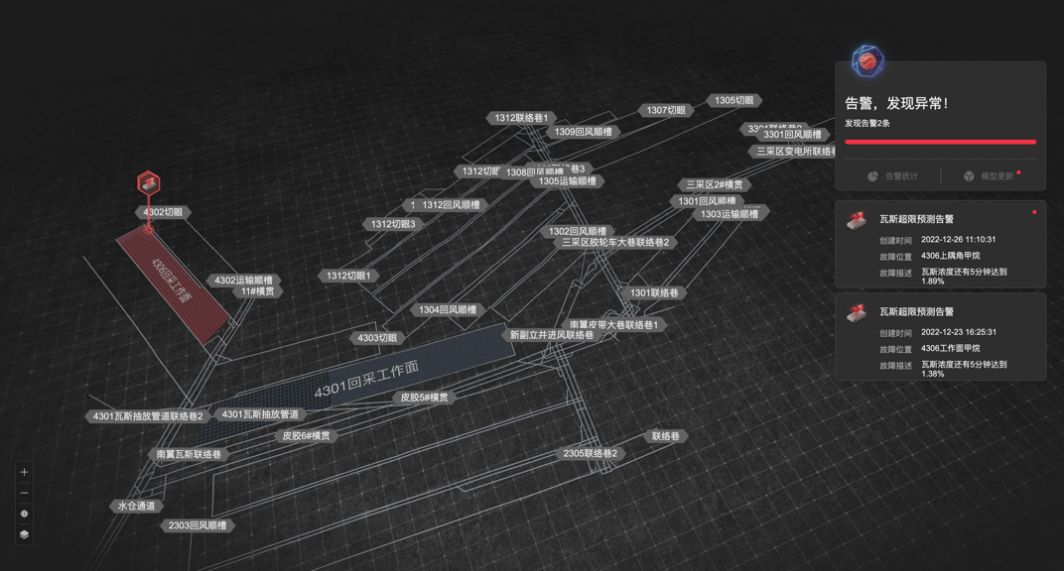 告警，发现异常！
发现告警2条
告警统计
模型更新
瓦斯超限预测告警
创建时间 2022-12-26 11:10:31
故障位置 4306上隅角甲烷
故障描述 瓦斯浓度还有5分钟达到
1.89%
瓦斯超限预测告警
创建时间 2022-12-23 16:25:31
故障位置 4306工作面甲烷
故障描述 瓦斯浓度还有5分钟达到
1.38%
1305切眼
1307切眼
1312联络巷1
1309回风顺槽
3301回风顺槽
三采区变电所联络巷
1312切眼
1308回风顺槽
1305运输顺槽
三采区2#横贯
1301回风顺槽
1303运输顺槽
1312回风顺槽
1312切眼3
4302切眼
1302回风顺槽
三采区胶轮车大巷联络巷2
4306回采工作面
4302运输顺槽
11#横贯
1312切眼1
1301联络巷
1304回风顺槽
南翼皮带大巷联络巷1
新副立井进风联络巷
4303切眼
4301回采工作面
皮胶5#横贯
4301瓦斯抽放管道联络巷2
4301瓦斯抽放管道
皮胶6#横贯
联络巷
南翼瓦斯联络巷
2305联络巷2
水仓通道
2303回风顺槽